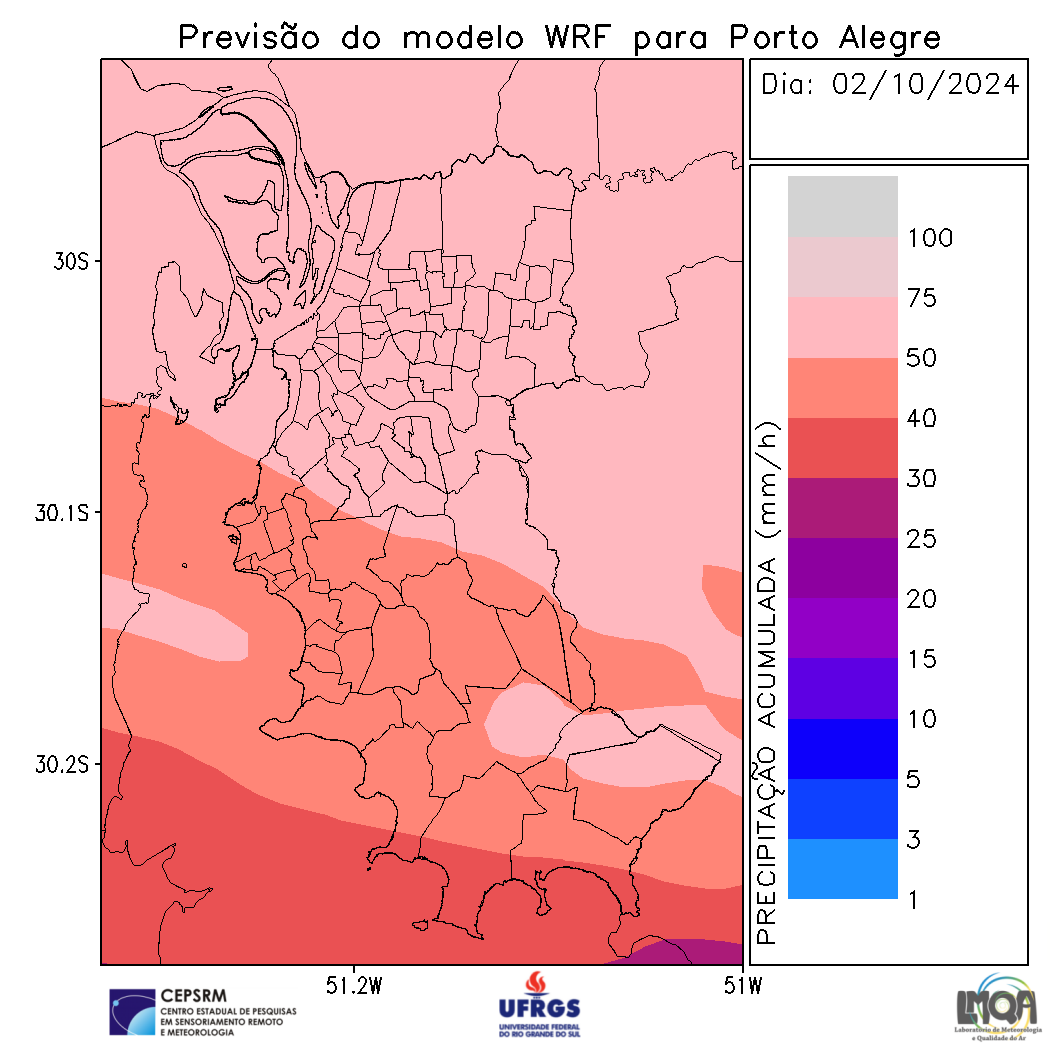 Previsão do modelo WRF para Porto Alegre
Dia: 02/10/2024
30S
30.1S
30.2S
51.2W
51W
PRECIPITAÇÃO ACUMULADA (mm/h)
100
75
50
40
30
25
20
15
10
5
3
1
CEPSRM
CENTRO ESTADUAL DE PESQUISAS
EM SENSORIAMENTO REMOTO
E METEOROLOGIA
UFRGS
UNIVERSIDADE FEDERAL
DO RIO GRANDE DO SUL
LMQA
Laboratório de Meteorologia
e Qualidade do Ar